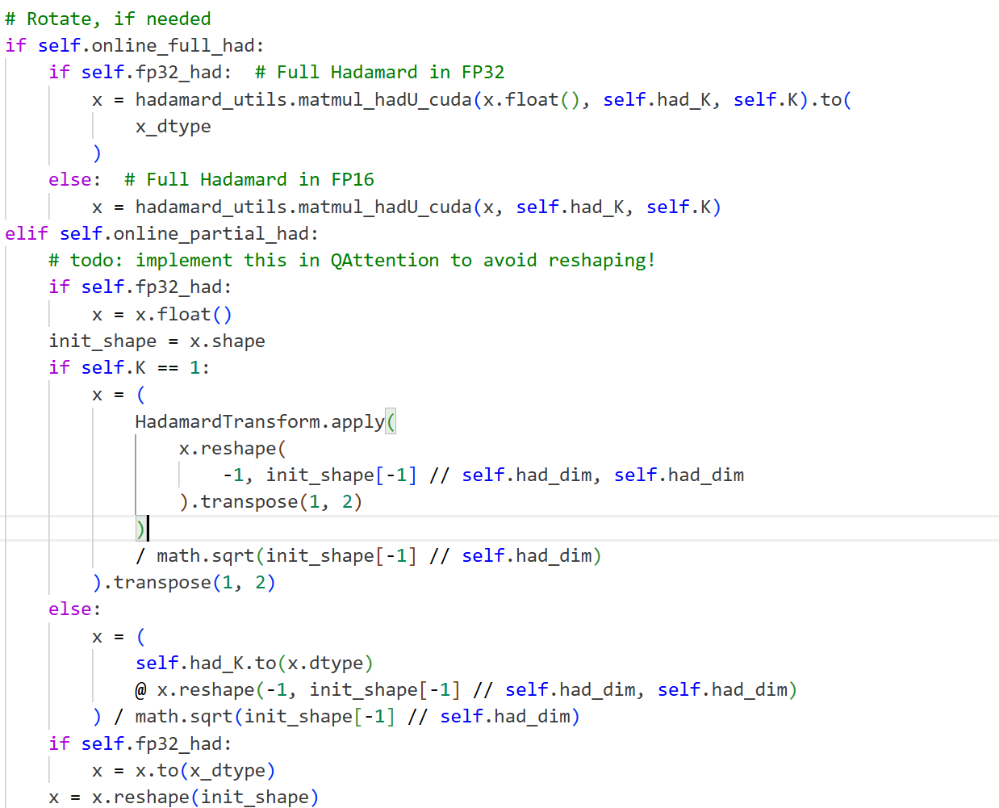 # Rotate, if needed
if self.online_full_had:
    if self.fp32_had:  # Full Hadamard in FP32
        x = hadamard_utils.matmul_hadU_cuda(x.float(), self.had_K, self.K).to(
            x_dtype
        )
    else:  # Full Hadamard in FP16
        x = hadamard_utils.matmul_hadU_cuda(x, self.had_K, self.K)
elif self.online_partial_had:
    # todo: implement this in QAttention to avoid reshaping!
    if self.fp32_had:
        x = x.float()
    init_shape = x.shape
    if self.K == 1:
        x = (
            HadamardTransform.apply(
                x.reshape(
                    -1, init_shape[-1] // self.had_dim, self.had_dim
                ).transpose(1, 2)
            )
            / math.sqrt(init_shape[-1] // self.had_dim)
        ).transpose(1, 2)
    else:
        x = (
            self.had_K.to(x.dtype)
            @ x.reshape(-1, init_shape[-1] // self.had_dim, self.had_dim)
        ) / math.sqrt(init_shape[-1] // self.had_dim)
    if self.fp32_had:
        x = x.to(x_dtype)
    x = x.reshape(init_shape)